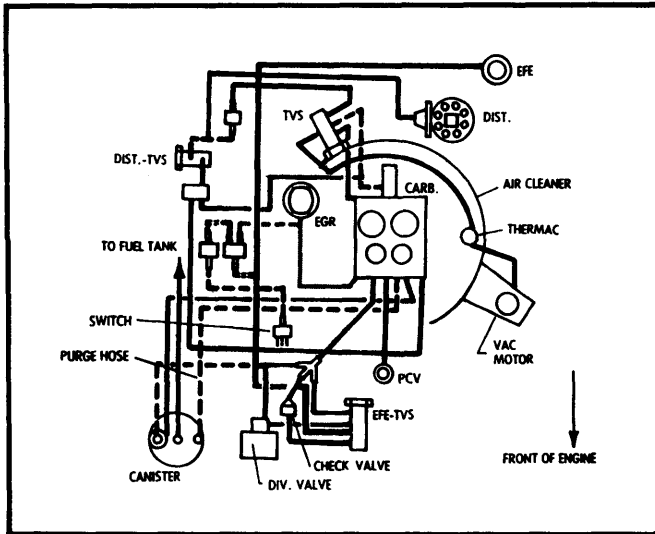 EFE
TVS
DIST.
DIST.-TVS
CARB.
AIR CLEANER
EGR
THERMAC
TO FUEL TANK
SWITCH
PURGE HOSE
VAC
MOTOR
PCV
EFE-TVS
CHECK VALVE
FRONT OF ENGINE
CANISTER
DIV. VALVE